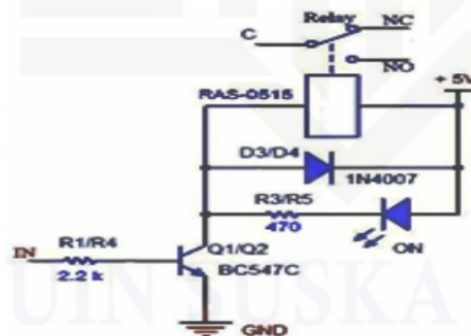 Relay
NC
C
NO
+ 5V
RAS-0515
D3/D4
1N4007
R3/R5
470
ON
IN
R1/R4
2.2 k
Q1/Q2
BC547C
GND
UIN SUSKA